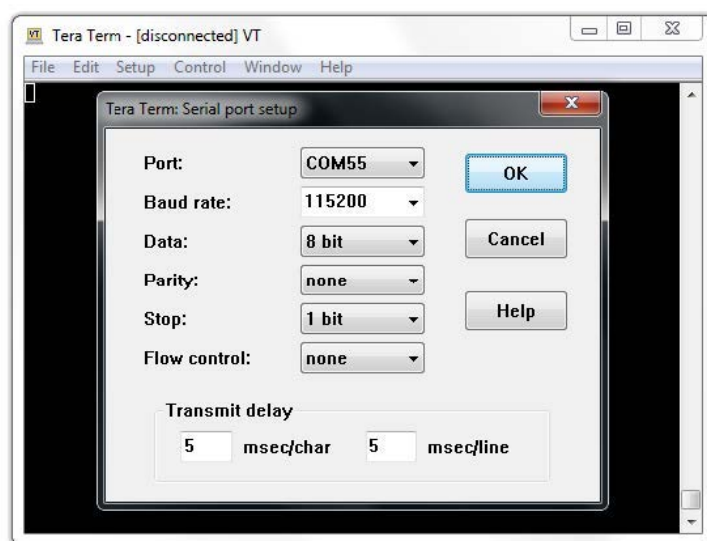 VT Tera Term - [disconnected] VT
File Edit Setup Control Window Help
Tera Term: Serial port setup
Port: COM55
OK
Baud rate: 115200
Data: 8 bit
Cancel
Parity: none
Stop: 1 bit
Help
Flow control: none
Transmit delay
5 msec/char 5 msec/line